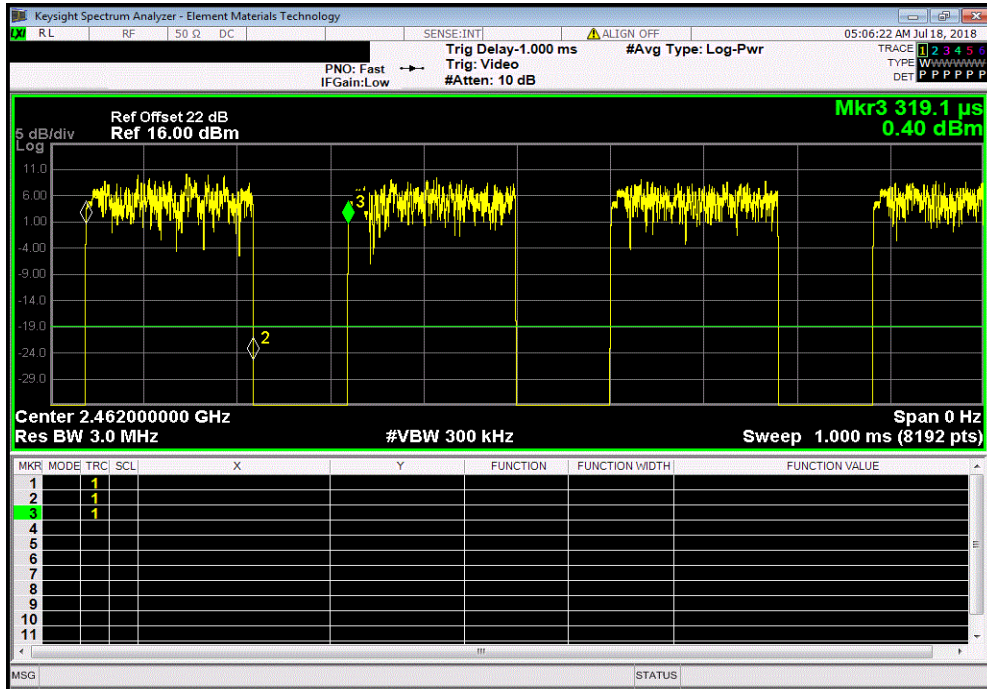 Keysight Spectrum Analyzer - Element Materials Technology
LXI RL RF 50 Ω DC SENSE:INT ALIGN OFF 05:06:22 AM Jul 18, 2018
Trig Delay-1.000 ms #Avg Type: Log-Pwr TRACE 1 2 3 4 5 6
PNO: Fast Trig: Video TYPE WWWWWW
IFGain:Low #Atten: 10 dB DET P P P P P P
Mkr3 319.1 µs
0.40 dBm
Ref Offset 22 dB
5 dB/div Ref 16.00 dBm
Log
11.0
6.00
3
1.00
-4.00
-9.00
-14.0
-19.0
2
-24.0
-29.0
Center 2.462000000 GHz Span 0 Hz
Res BW 3.0 MHz #VBW 300 kHz Sweep 1.000 ms (8192 pts)
MKR MODE TRC SCL X Y FUNCTION FUNCTION WIDTH FUNCTION VALUE
1 1
2 1
3 1
4
5
6
7
8
9
10
11
MSG STATUS